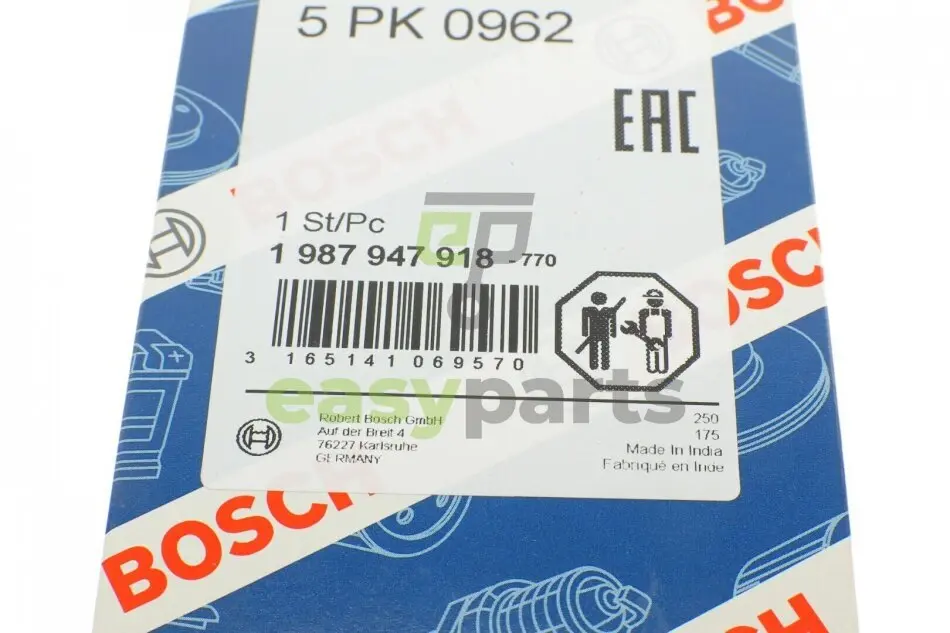 BOSCH
5 PK 0962
EAC
BOSCH
1 St/Pc
1 987 947 918 -770
ep
BOSCH
3 165141 069570
easyparts
Robert Bosch GmbH
Auf der Breit 4
76227 Karlsruhe
GERMANY
250
175
Made In India
Fabriqué en Inde
BOSCH